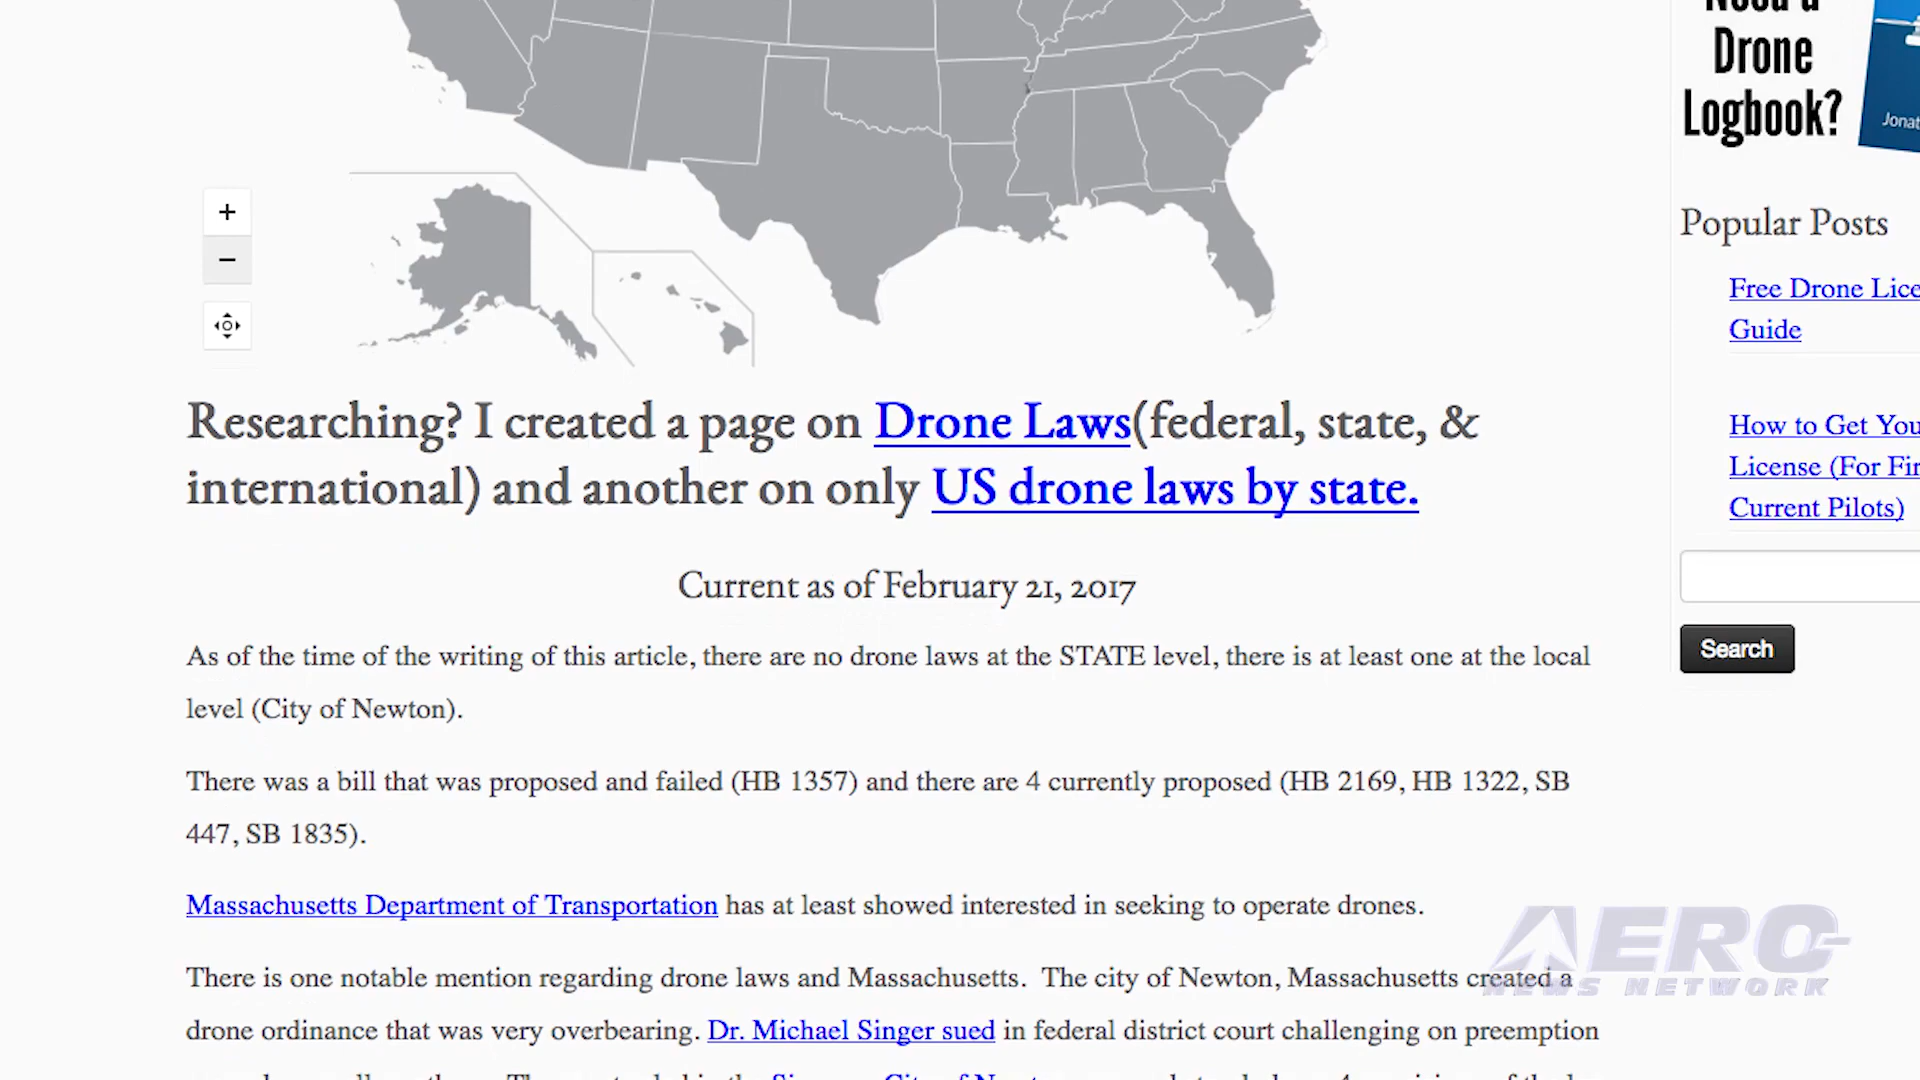 Drone
Logbook?
Popular Posts
Free Drone
Guide
How to Get
License (For
Current Pilots)
Search
+
−
Researching? I created a page on Drone Laws(federal, state, &
international) and another on only US drone laws by state.
Current as of February 21, 2017
As of the time of the writing of this article, there are no drone laws at the STATE level, there is at least one at the local
level (City of Newton).
There was a bill that was proposed and failed (HB 1357) and there are 4 currently proposed (HB 2169, HB 1322, SB
447, SB 1835).
Massachusetts Department of Transportation has at least showed interested in seeking to operate drones.
There is one notable mention regarding drone laws and Massachusetts. The city of Newton, Massachusetts created a
drone ordinance that was very overbearing. Dr. Michael Singer sued in federal district court challenging on preemption
AERO-
NEWS NETWORK